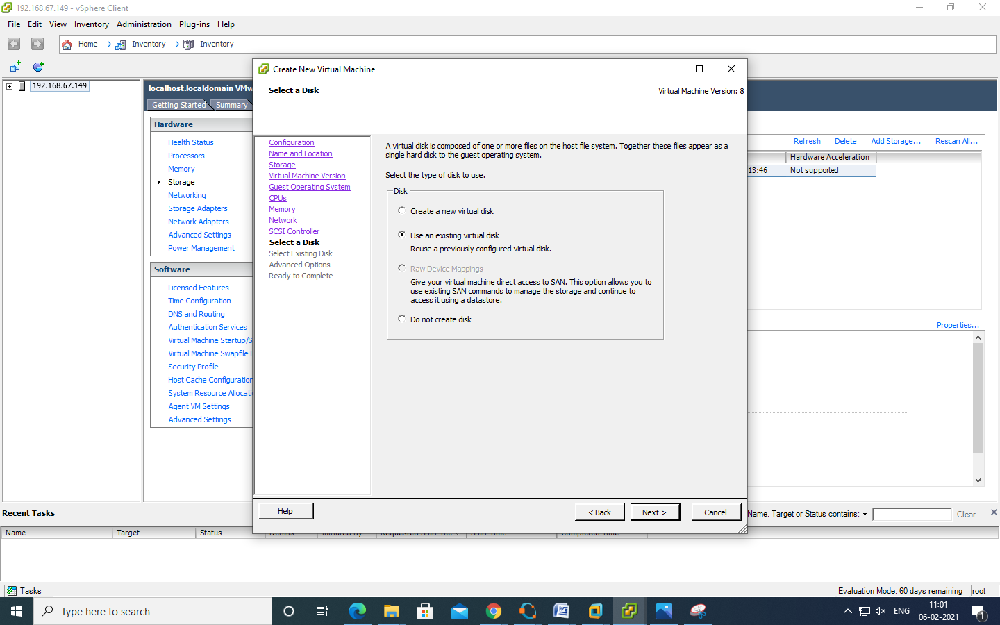 192.168.67.149 - vSphere Client
File Edit View Inventory Administration Plug-ins Help
Home Inventory Inventory
192.168.67.149
localhost.localdomain VMw
Getting Started Summary
Hardware
Health Status
Processors
Memory
Storage
Networking
Storage Adapters
Network Adapters
Advanced Settings
Power Management
Software
Licensed Features
Time Configuration
DNS and Routing
Authentication Services
Virtual Machine Startup/S
Virtual Machine Swapfile L
Security Profile
Host Cache Configuration
System Resource Allocati
Agent VM Settings
Advanced Settings
Create New Virtual Machine
Select a Disk
Virtual Machine Version: 8
Configuration
Name and Location
Storage
Virtual Machine Version
Guest Operating System
CPUs
Memory
Network
SCSI Controller
Select a Disk
Select Existing Disk
Advanced Options
Ready to Complete
A virtual disk is composed of one or more files on the host file system. Together these files appear as a
single hard disk to the guest operating system.
Select the type of disk to use.
Disk
Create a new virtual disk
Use an existing virtual disk
Reuse a previously configured virtual disk.
Raw Device Mappings
Give your virtual machine direct access to SAN. This option allows you to
use existing SAN commands to manage the storage and continue to
access it using a datastore.
Do not create disk
Help < Back Next > Cancel
Refresh Delete Add Storage... Rescan All...
Hardware Acceleration
13:46 Not supported
Properties...
Recent Tasks
Name, Target or Status contains: Clear
Name Target Status Details Initiated by Requested Start Ti... Start Time Completed Time
Tasks
Evaluation Mode: 60 days remaining root
Type here to search
ENG
11:01
06-02-2021
1